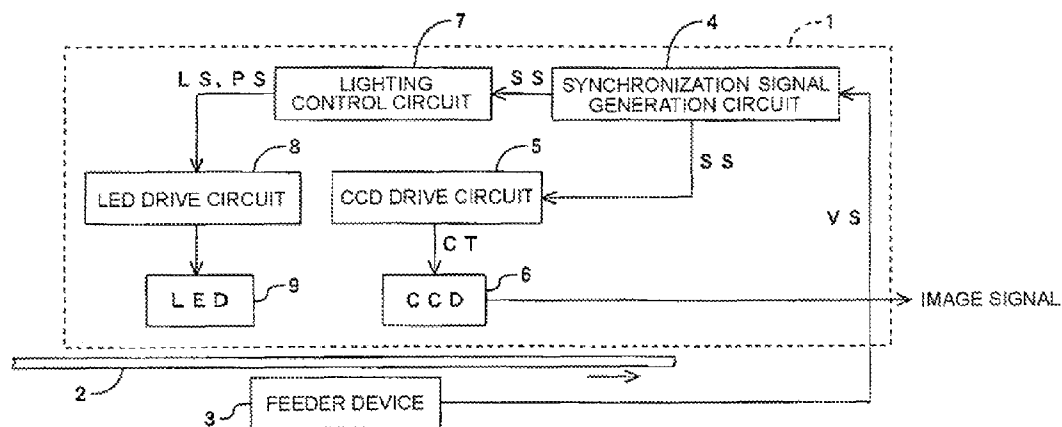 7
4
1
L S、P S
LIGHTING
CONTROL CIRCUIT
S S
SYNCHRONIZATION SIGNAL
GENERATION CIRCUIT
8
5
S S
LED DRIVE CIRCUIT
CCD DRIVE CIRCUIT
V S
C T
L E D
9
C C D
6
IMAGE SIGNAL
2
3
FEEDER DEVICE